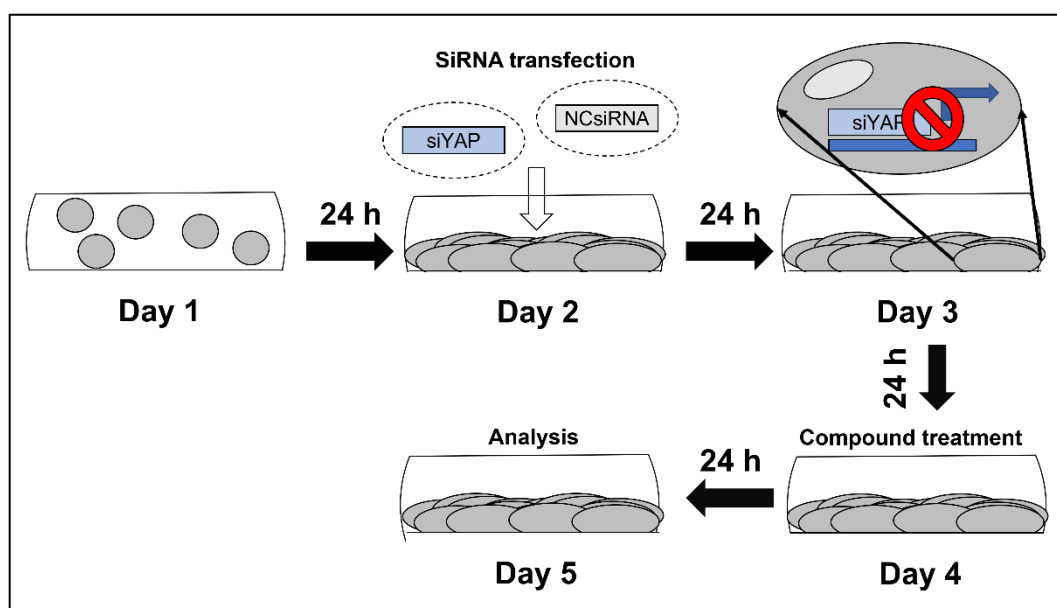 SiRNA transfection
siYAP
NCsiRNA
siYAP
24 h
24 h
Day 1
Day 2
Day 3
24 h
Analysis
Compound treatment
24 h
Day 5
Day 4